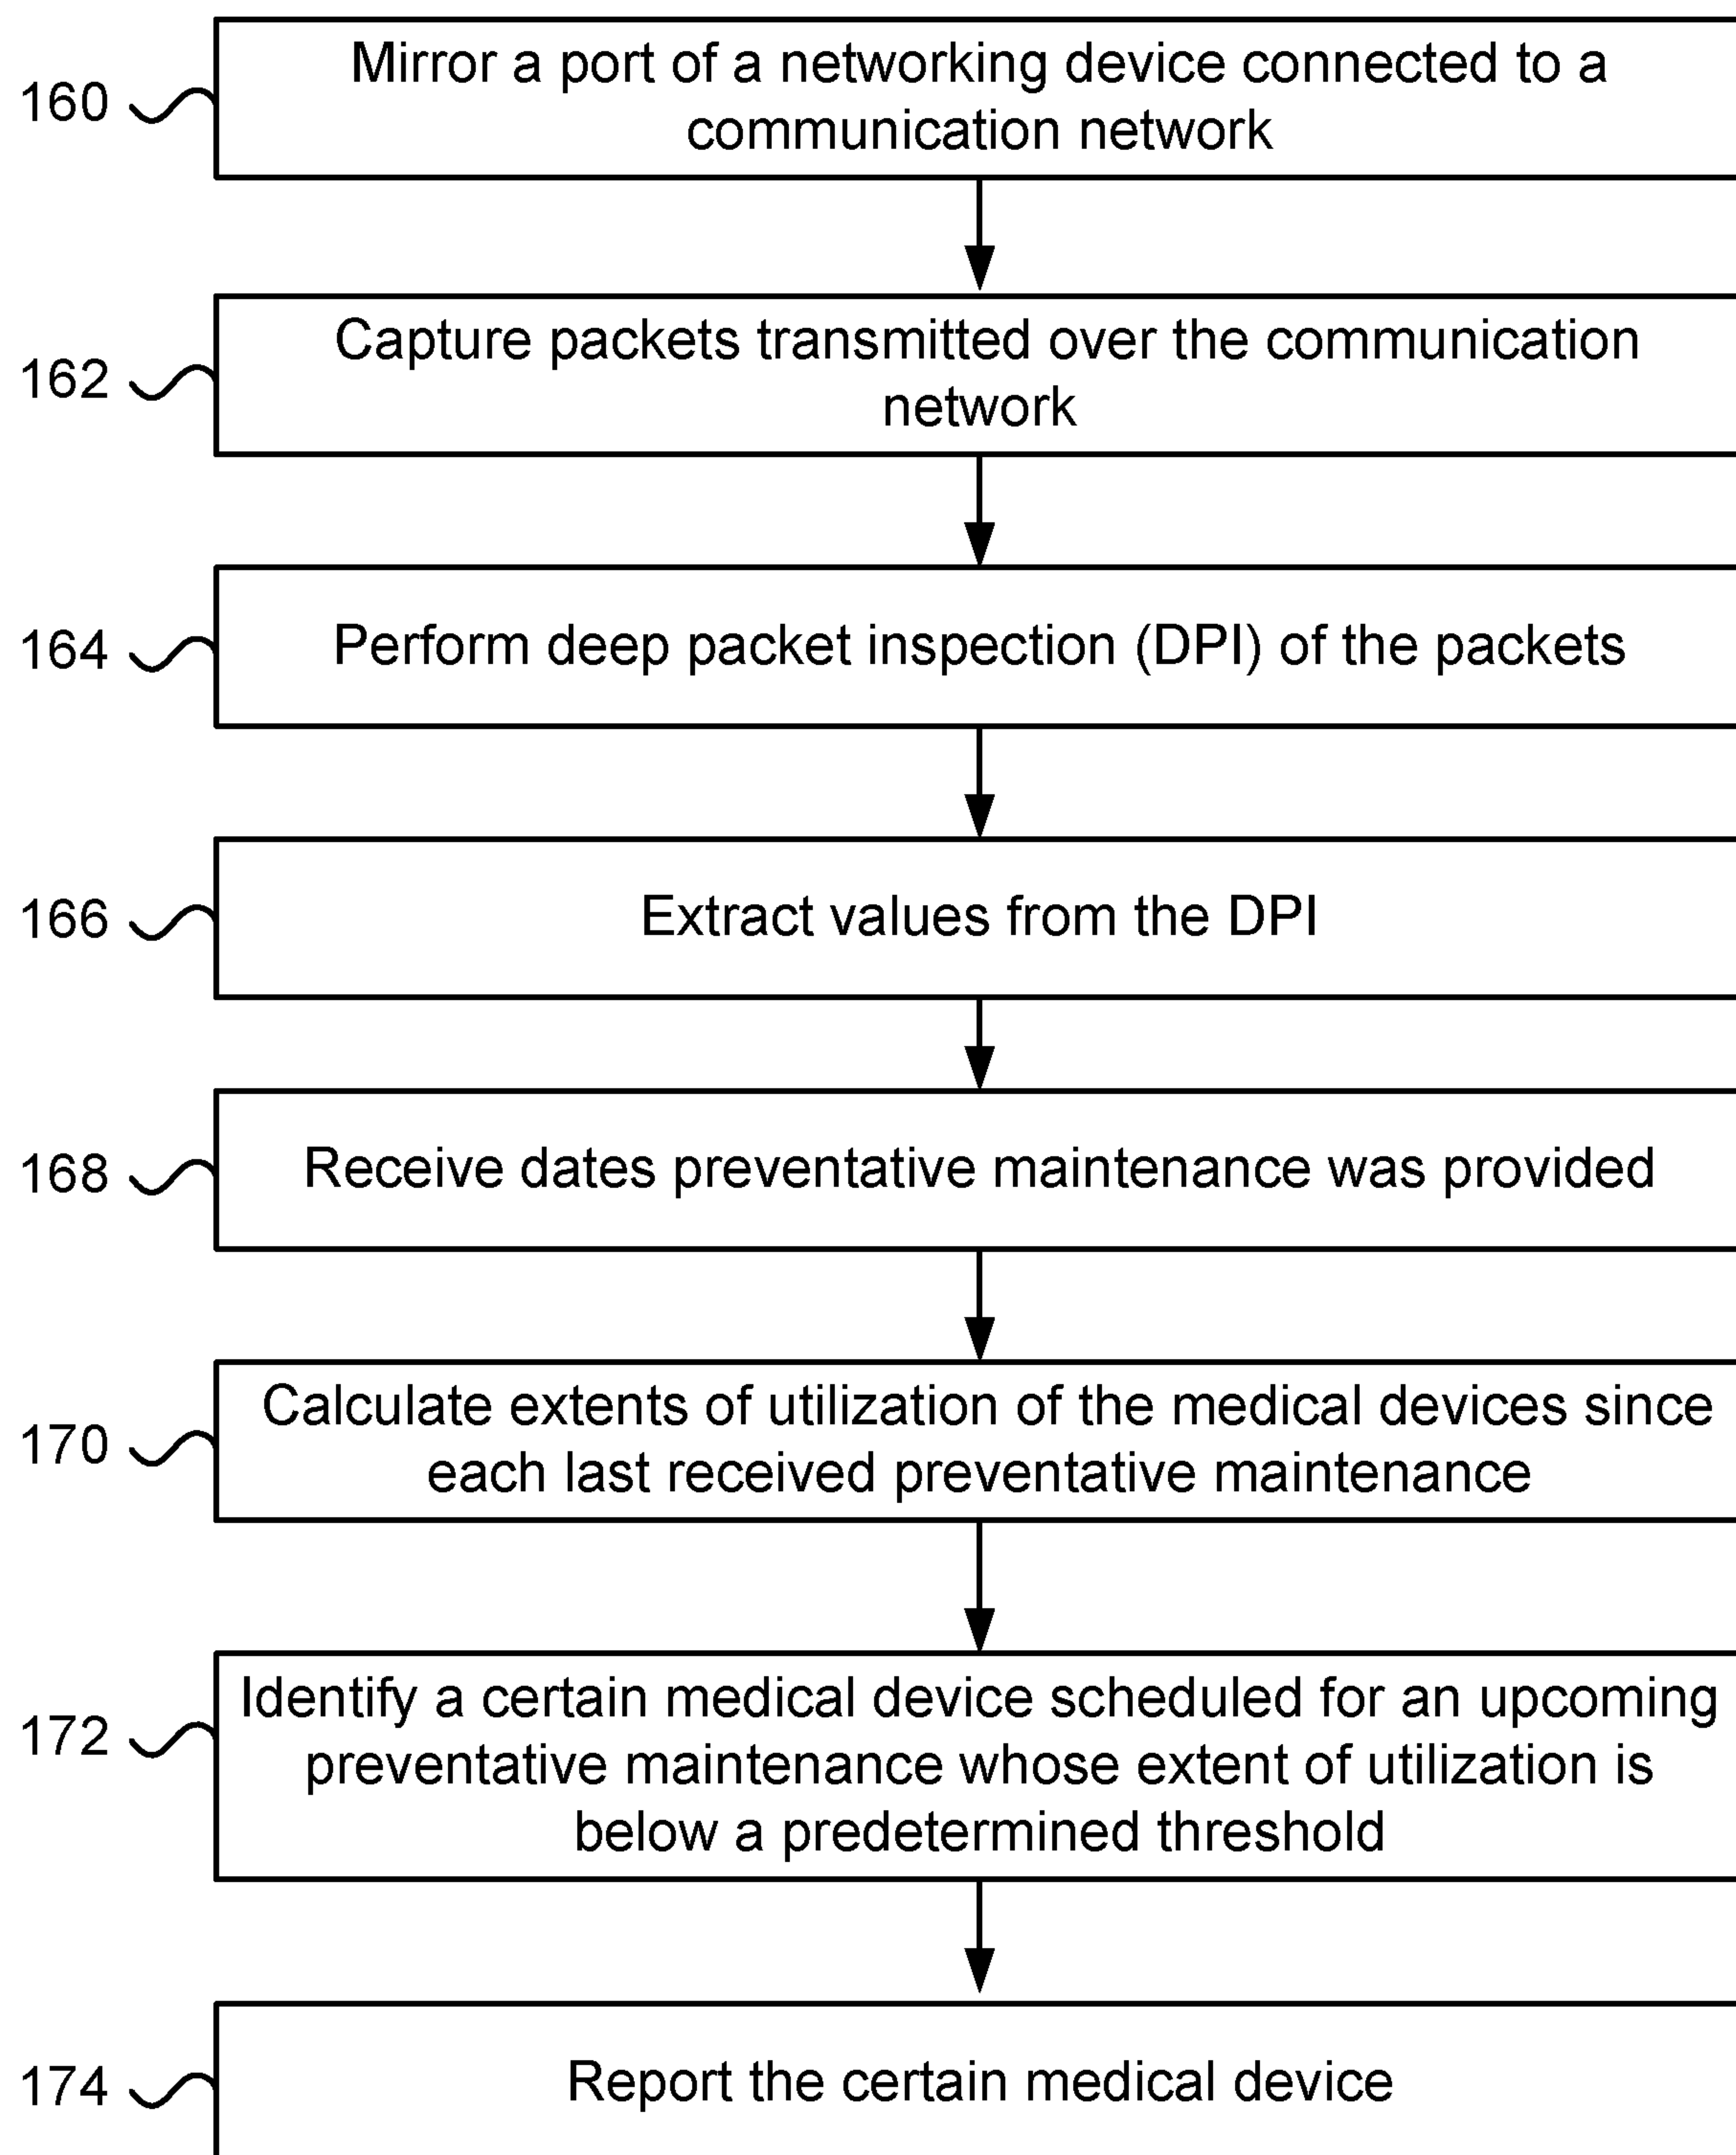 160
Mirror a port of a networking device connected to a
communication network
162
Capture packets transmitted over the communication
network
164
Perform deep packet inspection (DPI) of the packets
166
Extract values from the DPI
168
Receive dates preventative maintenance was provided
170
Calculate extents of utilization of the medical devices since
each last received preventative maintenance
172
Identify a certain medical device scheduled for an upcoming
preventative maintenance whose extent of utilization is
below a predetermined threshold
174
Report the certain medical device